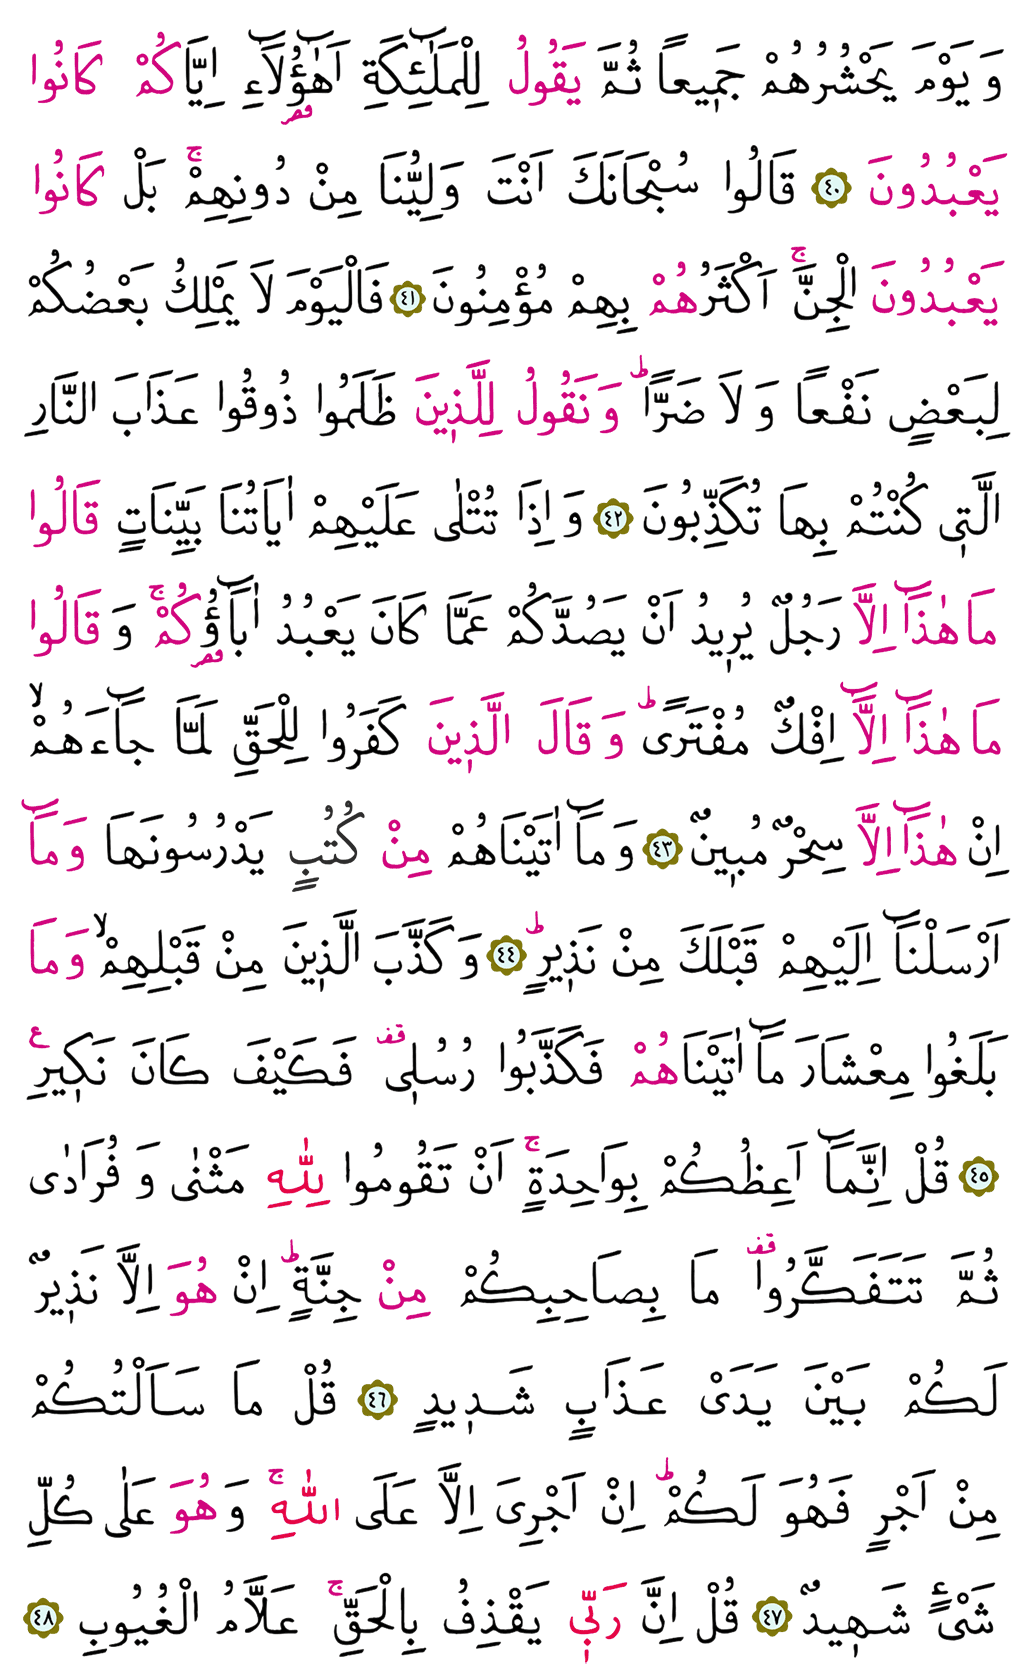 وَ يَوْمَ يَحْشُرُهُمْ جَمٖيعاً ثُمَّ يَقُولُ لِلْمَلٰٓئِكَةِ اَهٰٓؤُ۬لَٓاءِ اِيَّاكُمْ كَانُوا
يَعْبُدُونَ ﴿٤٠﴾ قَالُوا سُبْحَانَكَ اَنْتَ وَلِيُّنَا مِنْ دُونِهِمْۚ بَلْ كَانُوا
يَعْبُدُونَ الْجِنَّۚ اَكْثَرُهُمْ بِهِمْ مُؤْمِنُونَ ﴿٤١﴾ فَالْيَوْمَ لَا يَمْلِكُ بَعْضُكُمْ
لِبَعْضٍ نَفْعاً وَ لَا ضَراًّؕ وَ نَقُولُ لِلَّذٖينَ ظَلَمُوا ذُوقُوا عَذَابَ النَّارِ
الَّتٖى كُنْتُمْ بِهَا تُكَذِّبُونَ ﴿٤٢﴾ وَ اِذَا تُتْلٰى عَلَيْهِمْ اٰيَاتُنَا بَيِّنَاتٍ قَالُوا
مَا هٰذَٓا اِلَّا رَجُلٌ يُرٖيدُ اَنْ يَصُدَّكُمْ عَمَّا كَانَ يَعْبُدُ اٰبَٓاؤُ۬كُمْۚ وَ قَالُوا
مَا هٰذَٓا اِلَّٓا اِفْكٌ مُفْتَرًىؕ وَ قَالَ الَّذٖينَ كَفَرُوا لِلْحَقِّ لَمَّا جَٓاءَهُمْۙ
اِنْ هٰذَٓا اِلَّا سِحْرٌ مُبٖينٌ ﴿٤٣﴾ وَ مَٓا اٰتَيْنَاهُمْ مِنْ كُتُبٍ يَدْرُسُونَهَا وَمَٓا
اَرْسَلْنَٓا اِلَيْهِمْ قَبْلَكَ مِنْ نَذٖيرٍؕ ﴿٤٤﴾ وَ كَذَّبَ الَّذٖينَ مِنْ قَبْلِهِمْۙ وَ مَا
بَلَغُوا مِعْشَارَ مَٓا اٰتَيْنَاهُمْ فَكَذَّبُوا رُسُلٖىࣞ فَكَيْفَ كَانَ نَكٖيرِࣖ
﴿٤٥﴾ قُلْ اِنَّمَٓا اَعِظُكُمْ بِوَاحِدَةٍۚ اَنْ تَقُومُوا لِلّٰهِ مَثْنٰى وَ فُرَادٰى
ثُمَّ تَتَفَكَّرُواࣞ مَا بِصَاحِبِكُمْ مِنْ جِنَّةٍؕ اِنْ هُوَ اِلَّا نَذٖيرٌ
لَكُمْ بَيْنَ يَدَىْ عَذَابٍ شَدٖيدٍ ﴿٤٦﴾ قُلْ مَا سَاَلْتُكُمْ
مِنْ اَجْرٍ فَهُوَ لَكُمْؕ اِنْ اَجْرِىَ اِلَّا عَلَى اللّٰهِۚ وَ هُوَ عَلٰى كُلِّ
شَىْءٍ شَهٖيدٌ ﴿٤٧﴾ قُلْ اِنَّ رَبّٖى يَقْذِفُ بِالْحَقِّۚ عَلَّامُ الْغُيُوبِ ﴿٤٨﴾